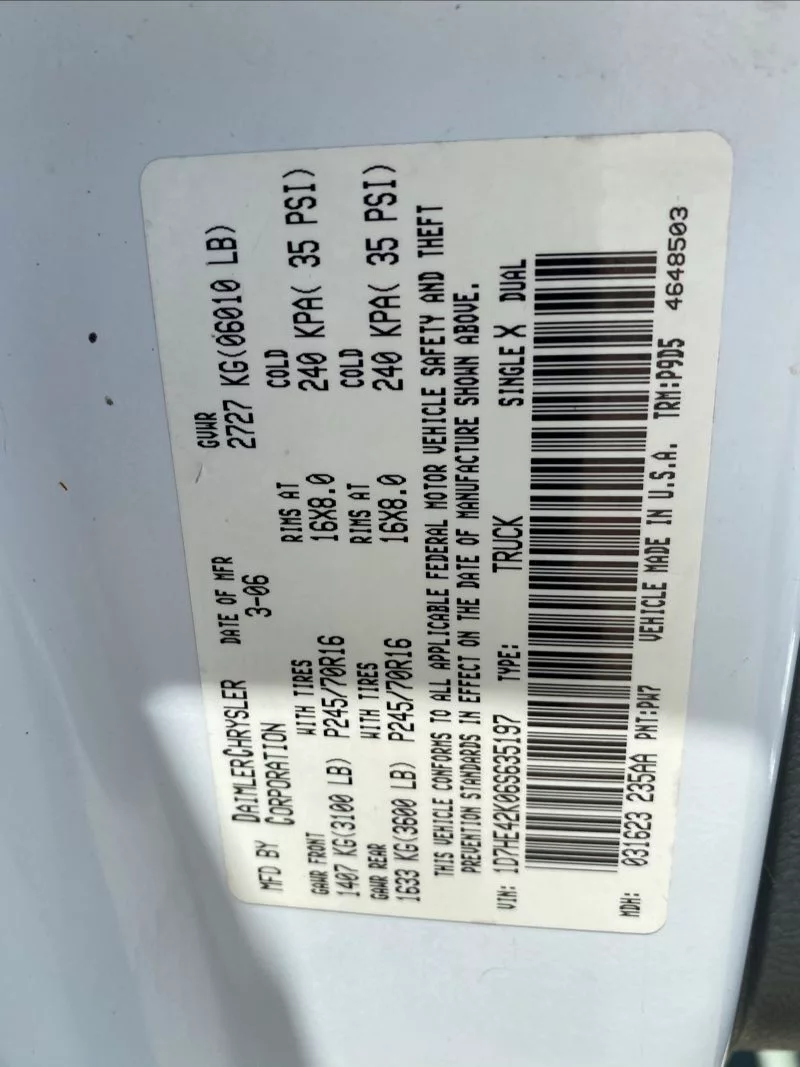 MFD BY DAIMLERCHRYSLER CORPORATION
DATE OF MFR 3-06
GVWR 2727 KG(06010 LB)
GAWR FRONT WITH TIRES RIMS AT COLD
1407 KG(3100 LB) P245/70R16 16X8.0 240 KPA( 35 PSI)
GAWR REAR WITH TIRES RIMS AT COLD
1633 KG(3600 LB) P245/70R16 16X8.0 240 KPA( 35 PSI)
THIS VEHICLE CONFORMS TO ALL APPLICABLE FEDERAL MOTOR VEHICLE SAFETY AND THEFT
PREVENTION STANDARDS IN EFFECT ON THE DATE OF MANUFACTURE SHOWN ABOVE.
VIN: 1D7HE42K06S635197 TYPE: TRUCK SINGLE X DUAL
MDH: 031623 235AA PNT:PW7 VEHICLE MADE IN U.S.A. TRM:P9D5
4648503